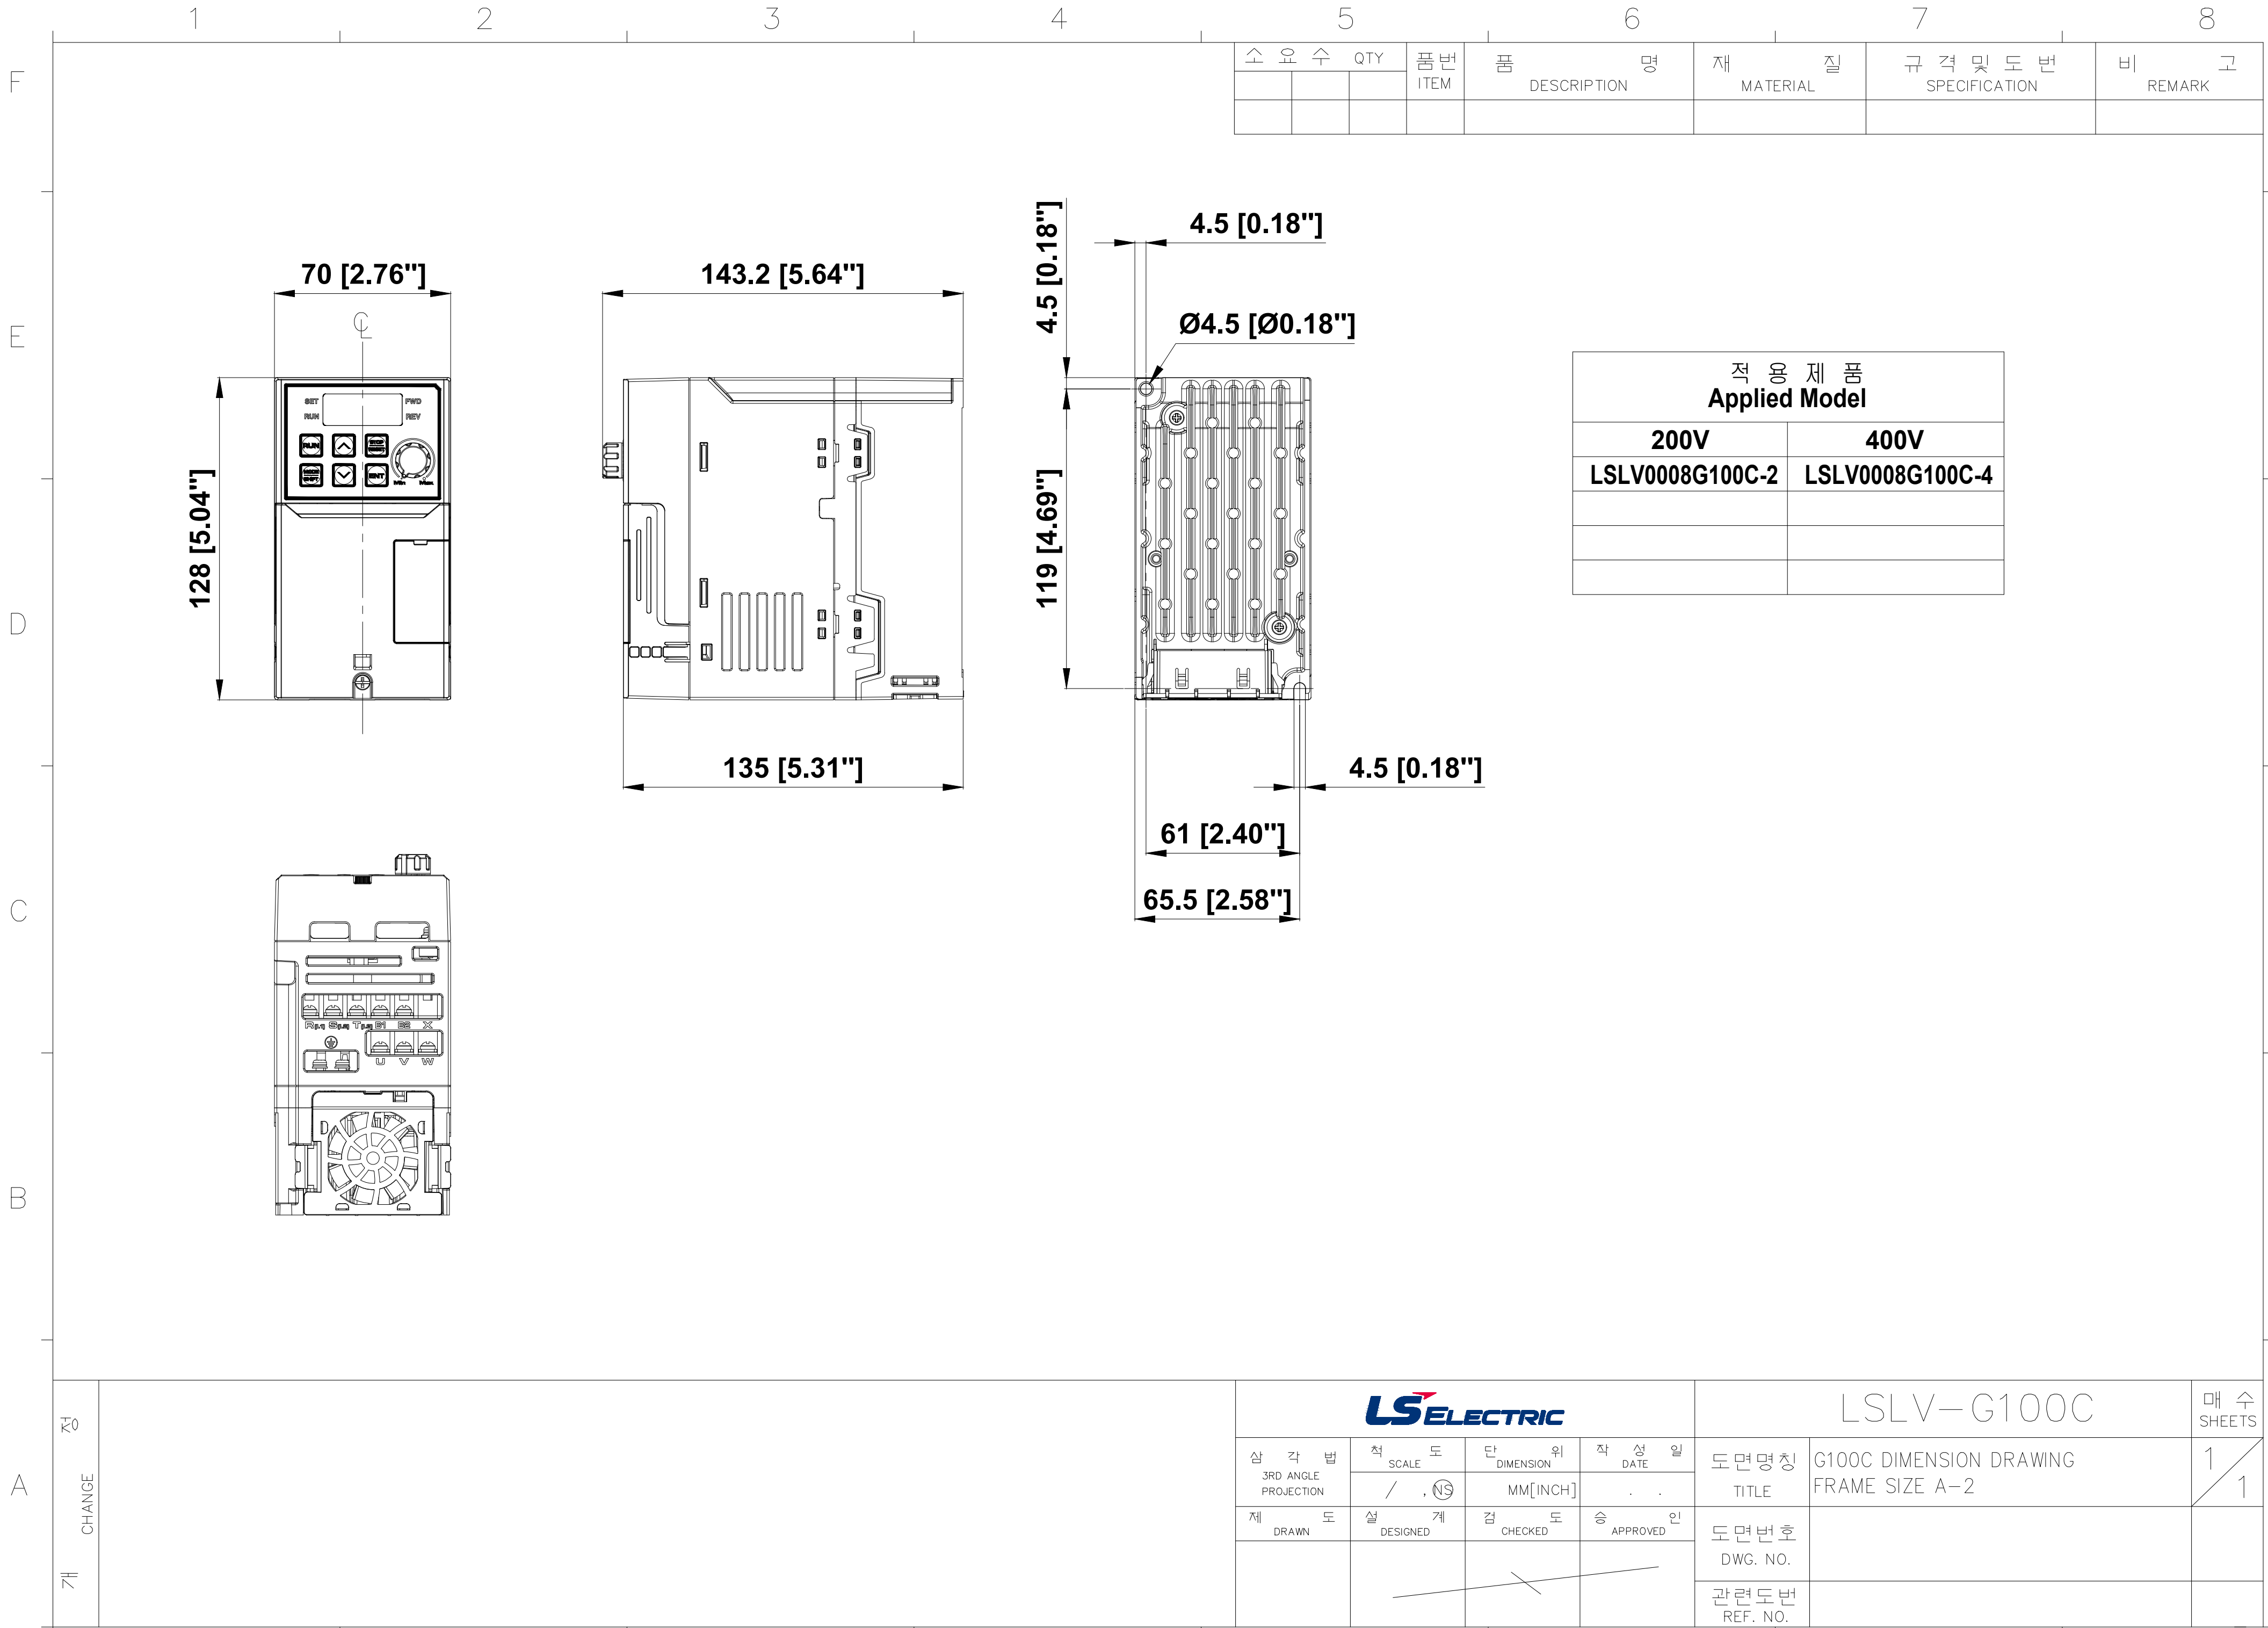 1 2 3 4 5 6 7 8
F
E
D
C
B
A
소 요 수 QTY
품번
ITEM
품 명
DESCRIPTION
재 질
MATERIAL
규 격 및 도 번
SPECIFICATION
비 고
REMARK
70 [2.76"]
128 [5.04"]
SET
RUN
FWD
REV
RUN
ENT
Min
Max
143.2 [5.64"]
135 [5.31"]
4.5 [0.18"]
4.5 [0.18"]
Ø4.5 [Ø0.18"]
119 [4.69"]
4.5 [0.18"]
61 [2.40"]
65.5 [2.58"]
적 용 제 품
Applied Model
200V 400V
LSLV0008G100C-2 LSLV0008G100C-4
B1 B2 X
U V W
정
CHANGE
개
LS ELECTRIC
삼 각 법
3RD ANGLE
PROJECTION
척 도
SCALE
/ , NS
단 위
DIMENSION
MM[INCH]
작 성 일
DATE
. .
제 도
DRAWN
설 계
DESIGNED
검 도
CHECKED
승 인
APPROVED
LSLV-G100C
매 수
SHEETS
1/1
도면명칭
TITLE
G100C DIMENSION DRAWING
FRAME SIZE A-2
도면번호
DWG. NO.
관련도번
REF. NO.